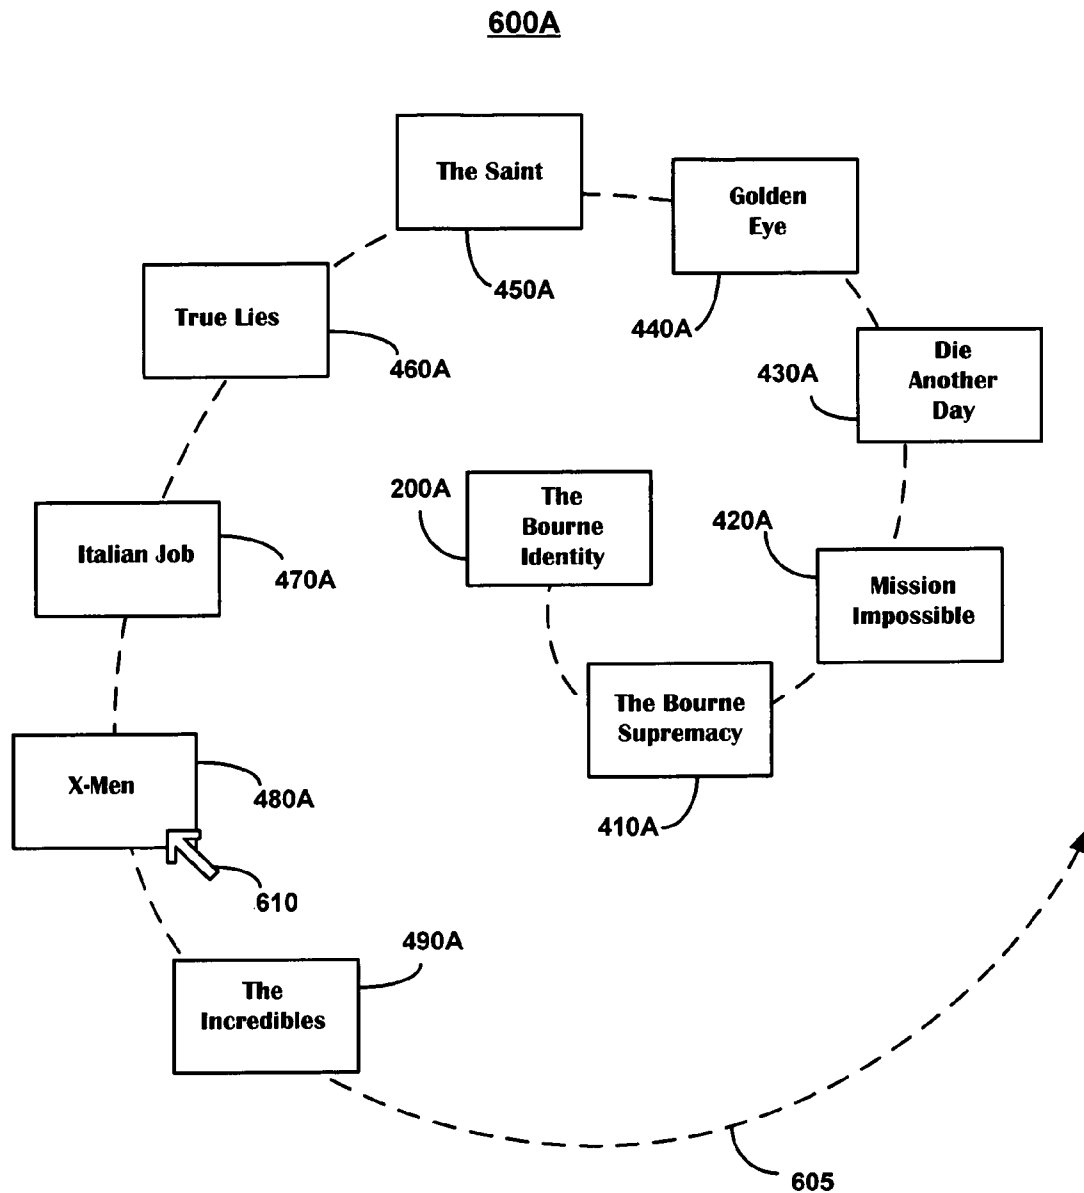 600A
The Saint
450A
Golden
Eye
440A
True Lies
460A
Die
Another
Day
430A
200A
The
Bourne
Identity
420A
Mission
Impossible
Italian Job
470A
The Bourne
Supremacy
410A
X-Men
480A
610
490A
The
Incredibles
605